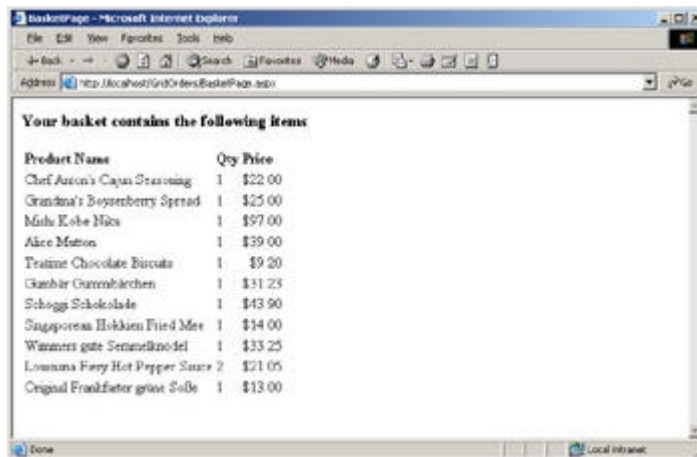 BasketPage - Microsoft Internet Explorer
File Edit View Favorites Tools Help
Back Search Favorites Media
Address http://localhost/GridOrders/BasketPage.aspx Go
Your basket contains the following items
Product Name Qty Price
Chef Anton's Cajun Seasoning 1 $22.00
Grandma's Boysenberry Spread 1 $25.00
Mishi Kobe Niku 1 $97.00
Alice Mutton 1 $39.00
Teatime Chocolate Biscuits 1 $9.20
Gumbär Gummibärchen 1 $31.23
Schoggi Schokolade 1 $43.90
Singaporean Hokkien Fried Mee 1 $14.00
Wimmers gute Semmelknödel 1 $33.25
Louisiana Fiery Hot Pepper Sauce 2 $21.05
Original Frankfurter grüne Soße 1 $13.00
Done Local intranet